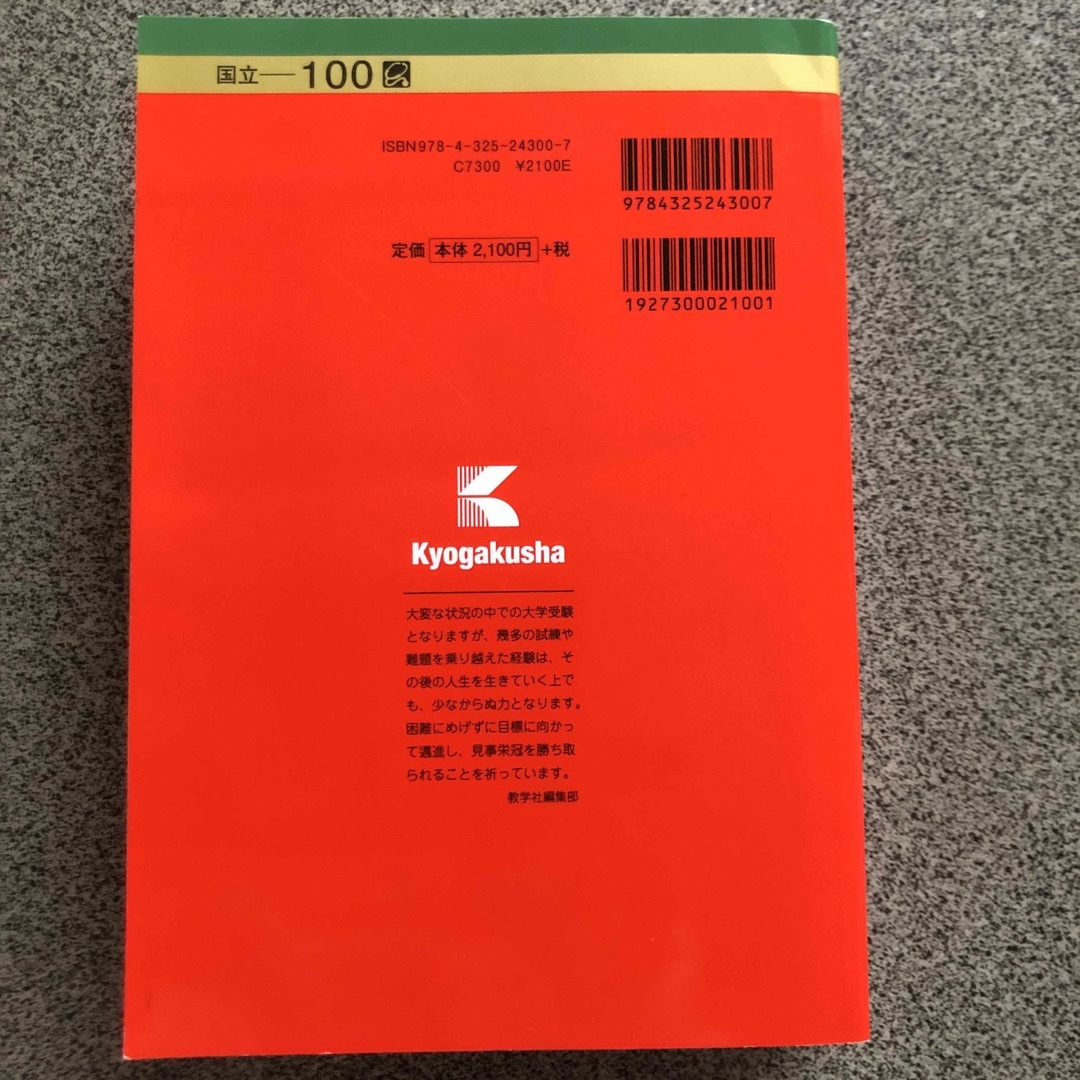 国立―100
ISBN978-4-325-24300-7
C7300 ¥2100E
9784325243007
定価 本体 2,100円 +税
1927300021001
Kyogakusha
大変な状況の中での大学受験
となりますが、幾多の試練や
難題を乗り越えた経験は、そ
の後の人生を生きていく上で
も、少なからぬ力となります。
困難にめげずに目標に向かっ
て邁進し、見事栄冠を勝ち取
られることを祈っています。
教学社編集部